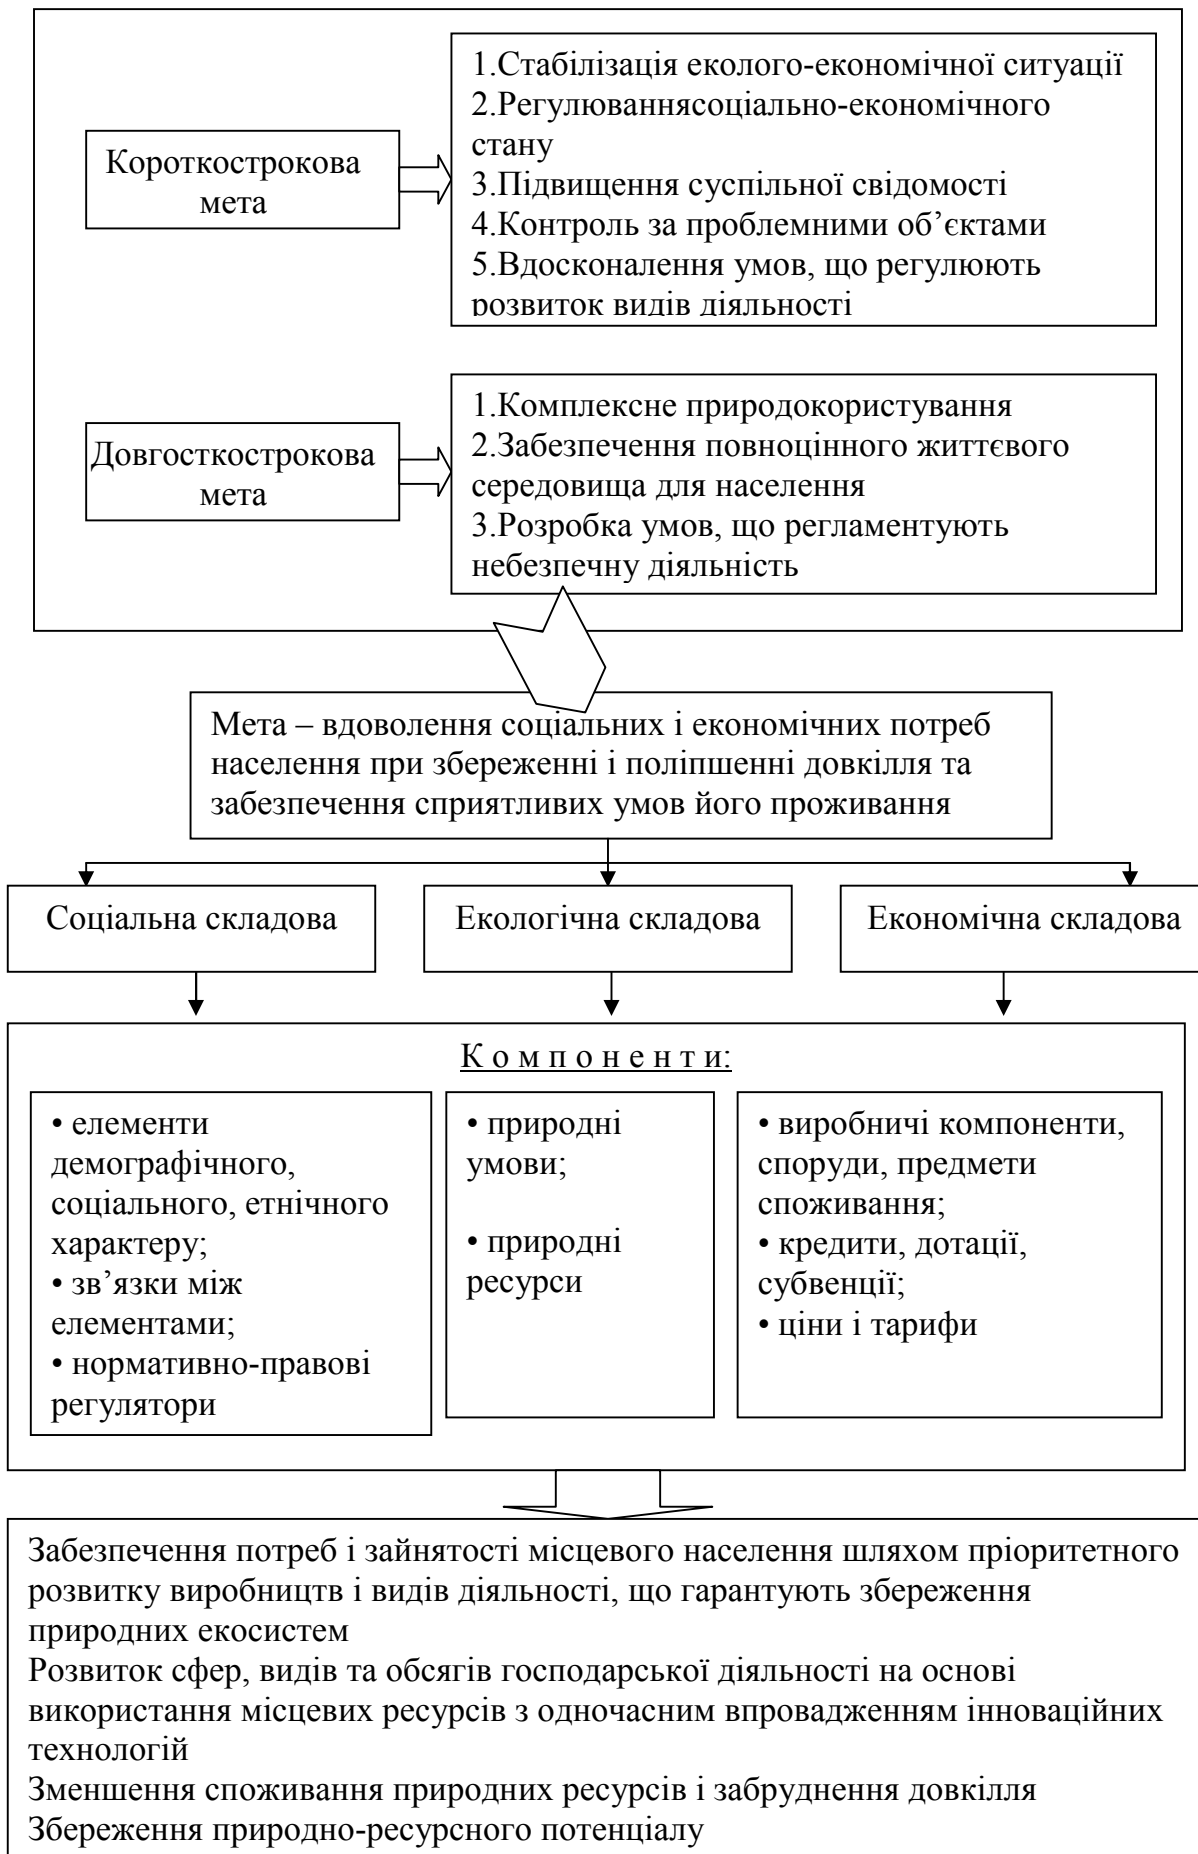 Короткострокова
мета
1.Стабілізація еколого-економічної ситуації
2.Регулюваннясоціально-економічного
стану
3.Підвищення суспільної свідомості
4.Контроль за проблемними об’єктами
5.Вдосконалення умов, що регулюють
розвиток видів діяльності
Довгосткострокова
мета
1.Комплексне природокористування
2.Забезпечення повноцінного життєвого
середовища для населення
3.Розробка умов, що регламентують
небезпечну діяльність
Мета – вдоволення соціальних і економічних потреб
населення при збереженні і поліпшенні довкілля та
забезпечення сприятливих умов його проживання
Соціальна складова
Екологічна складова
Економічна складова
К о м п о н е н т и:
• елементи
демографічного,
соціального, етнічного
характеру;
• зв’язки між
елементами;
• нормативно-правові
регулятори
• природні
умови;
• природні
ресурси
• виробничі компоненти,
споруди, предмети
споживання;
• кредити, дотації,
субвенції;
• ціни і тарифи
Забезпечення потреб і зайнятості місцевого населення шляхом пріоритетного
розвитку виробництв і видів діяльності, що гарантують збереження
природних екосистем
Розвиток сфер, видів та обсягів господарської діяльності на основі
використання місцевих ресурсів з одночасним впровадженням інноваційних
технологій
Зменшення споживання природних ресурсів і забруднення довкілля
Збереження природно-ресурсного потенціалу